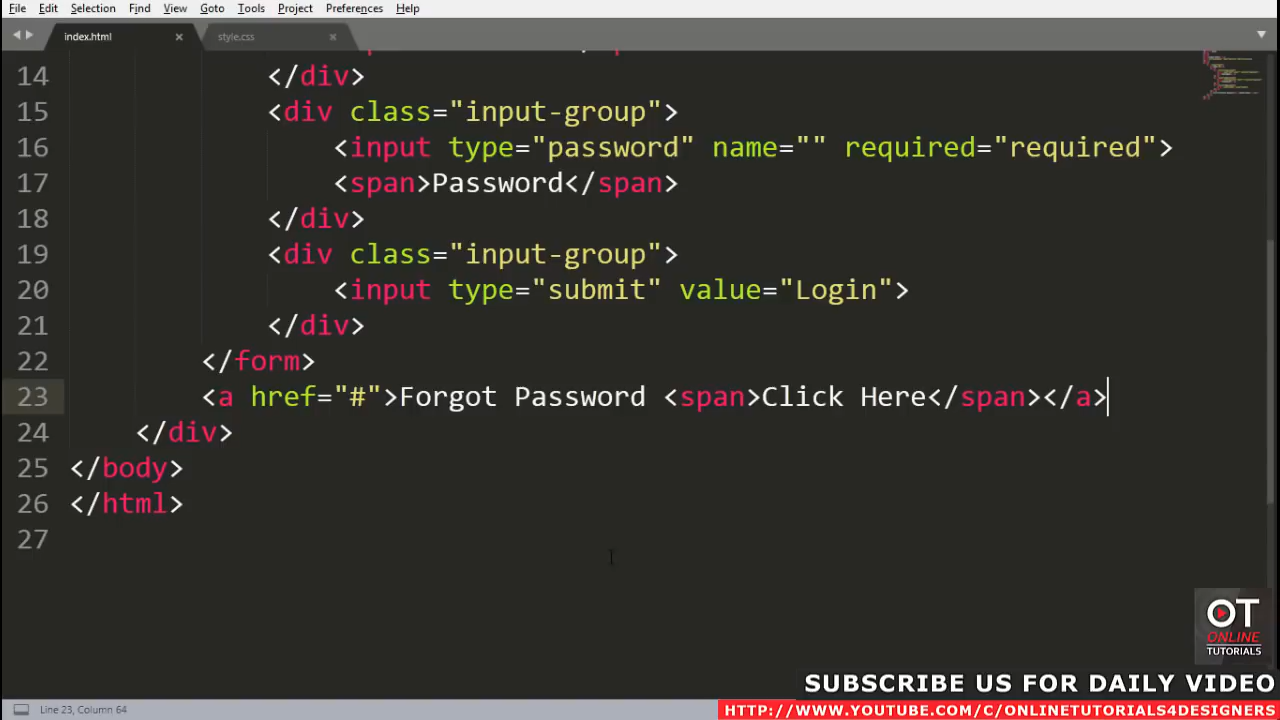 File Edit Selection Find View Goto Tools Project Preferences Help
index.html × style.css ×
14 </div>
15 <div class="input-group">
16 <input type="password" name="" required="required">
17 <span>Password</span>
18 </div>
19 <div class="input-group">
20 <input type="submit" value="Login">
21 </div>
22 </form>
23 <a href="#">Forgot Password <span>Click Here</span></a>
24 </div>
25 </body>
26 </html>
27
OT
ONLINE
TUTORIALS
SUBSCRIBE US FOR DAILY VIDEO
Line 23, Column 64
HTTP://WWW.YOUTUBE.COM/C/ONLINETUTORIALS4DESIGNERS